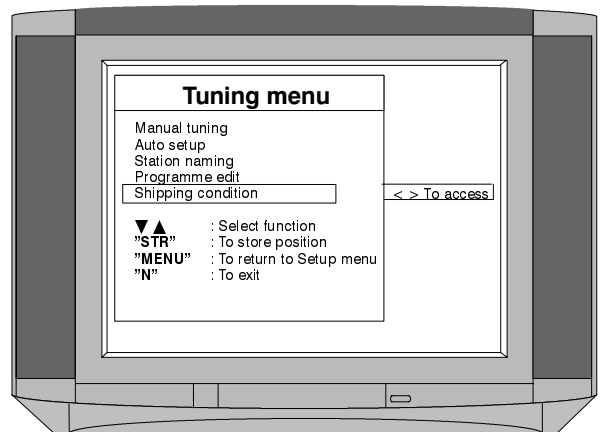 Tuning menu
Manual tuning
Auto setup
Station naming
Programme edit
Shipping condition
< > To access
▼ ▲ : Select function
”STR” : To store position
”MENU” : To return to Setup menu
”N” : To exit